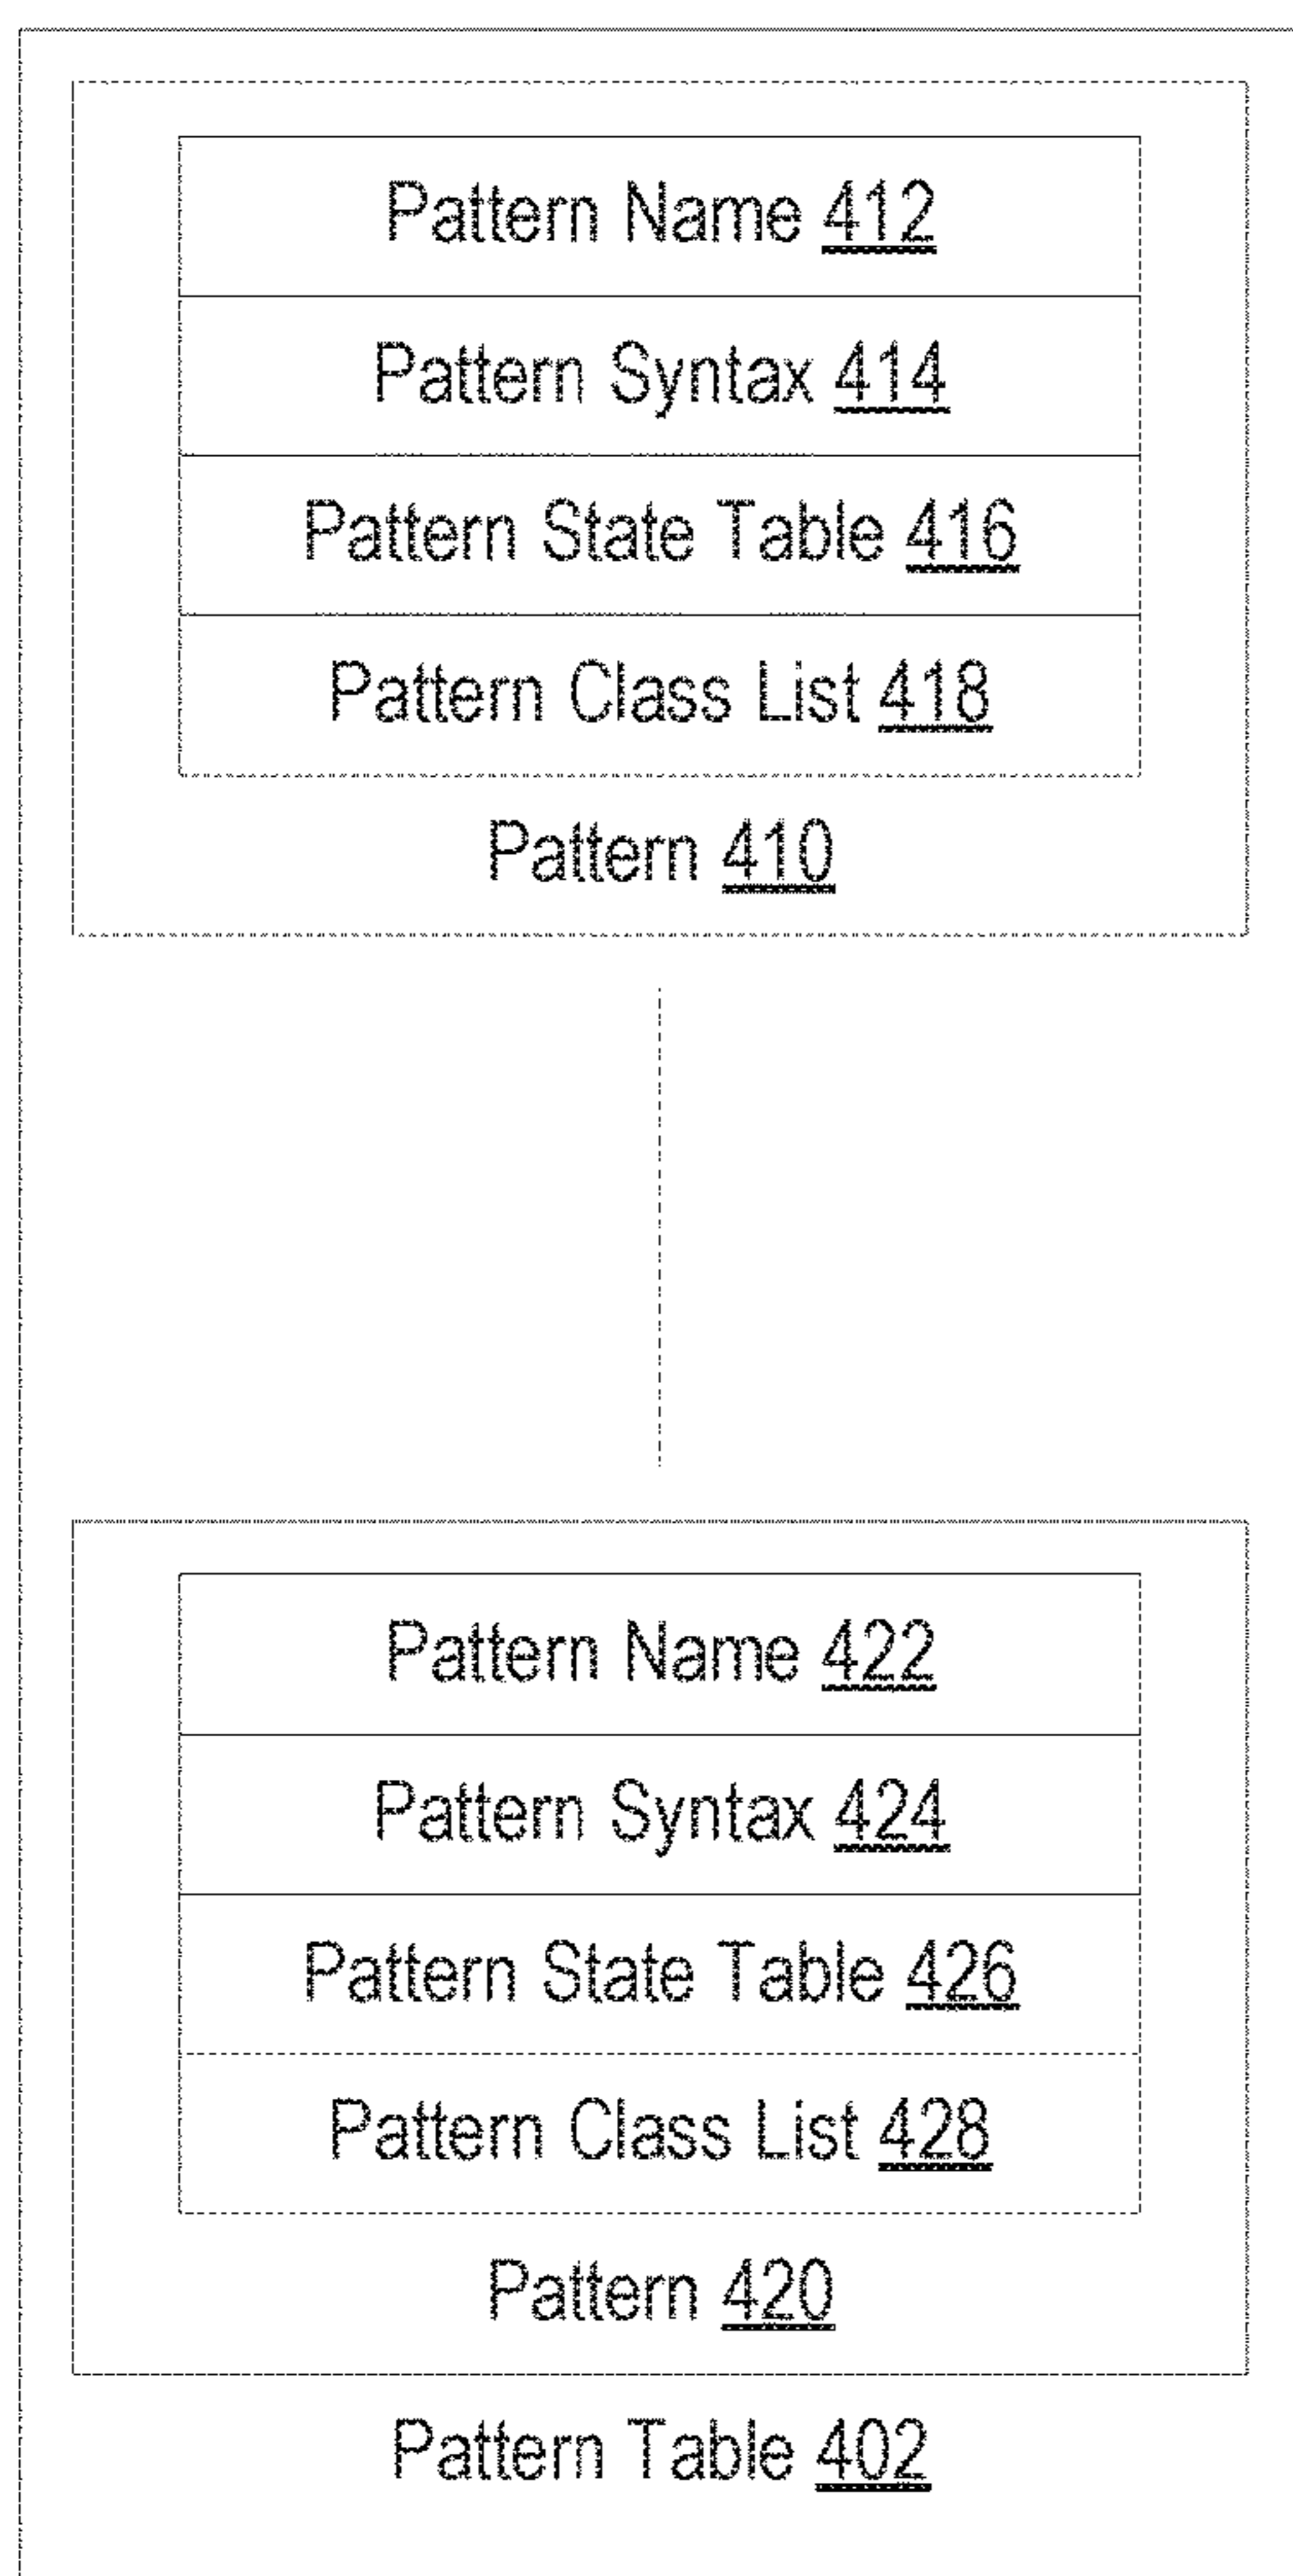 Pattern Name 412
Pattern Syntax 414
Pattern State Table 416
Pattern Class List 418
Pattern 410
Pattern Name 422
Pattern Syntax 424
Pattern State Table 426
Pattern Class List 428
Pattern 420
Pattern Table 402